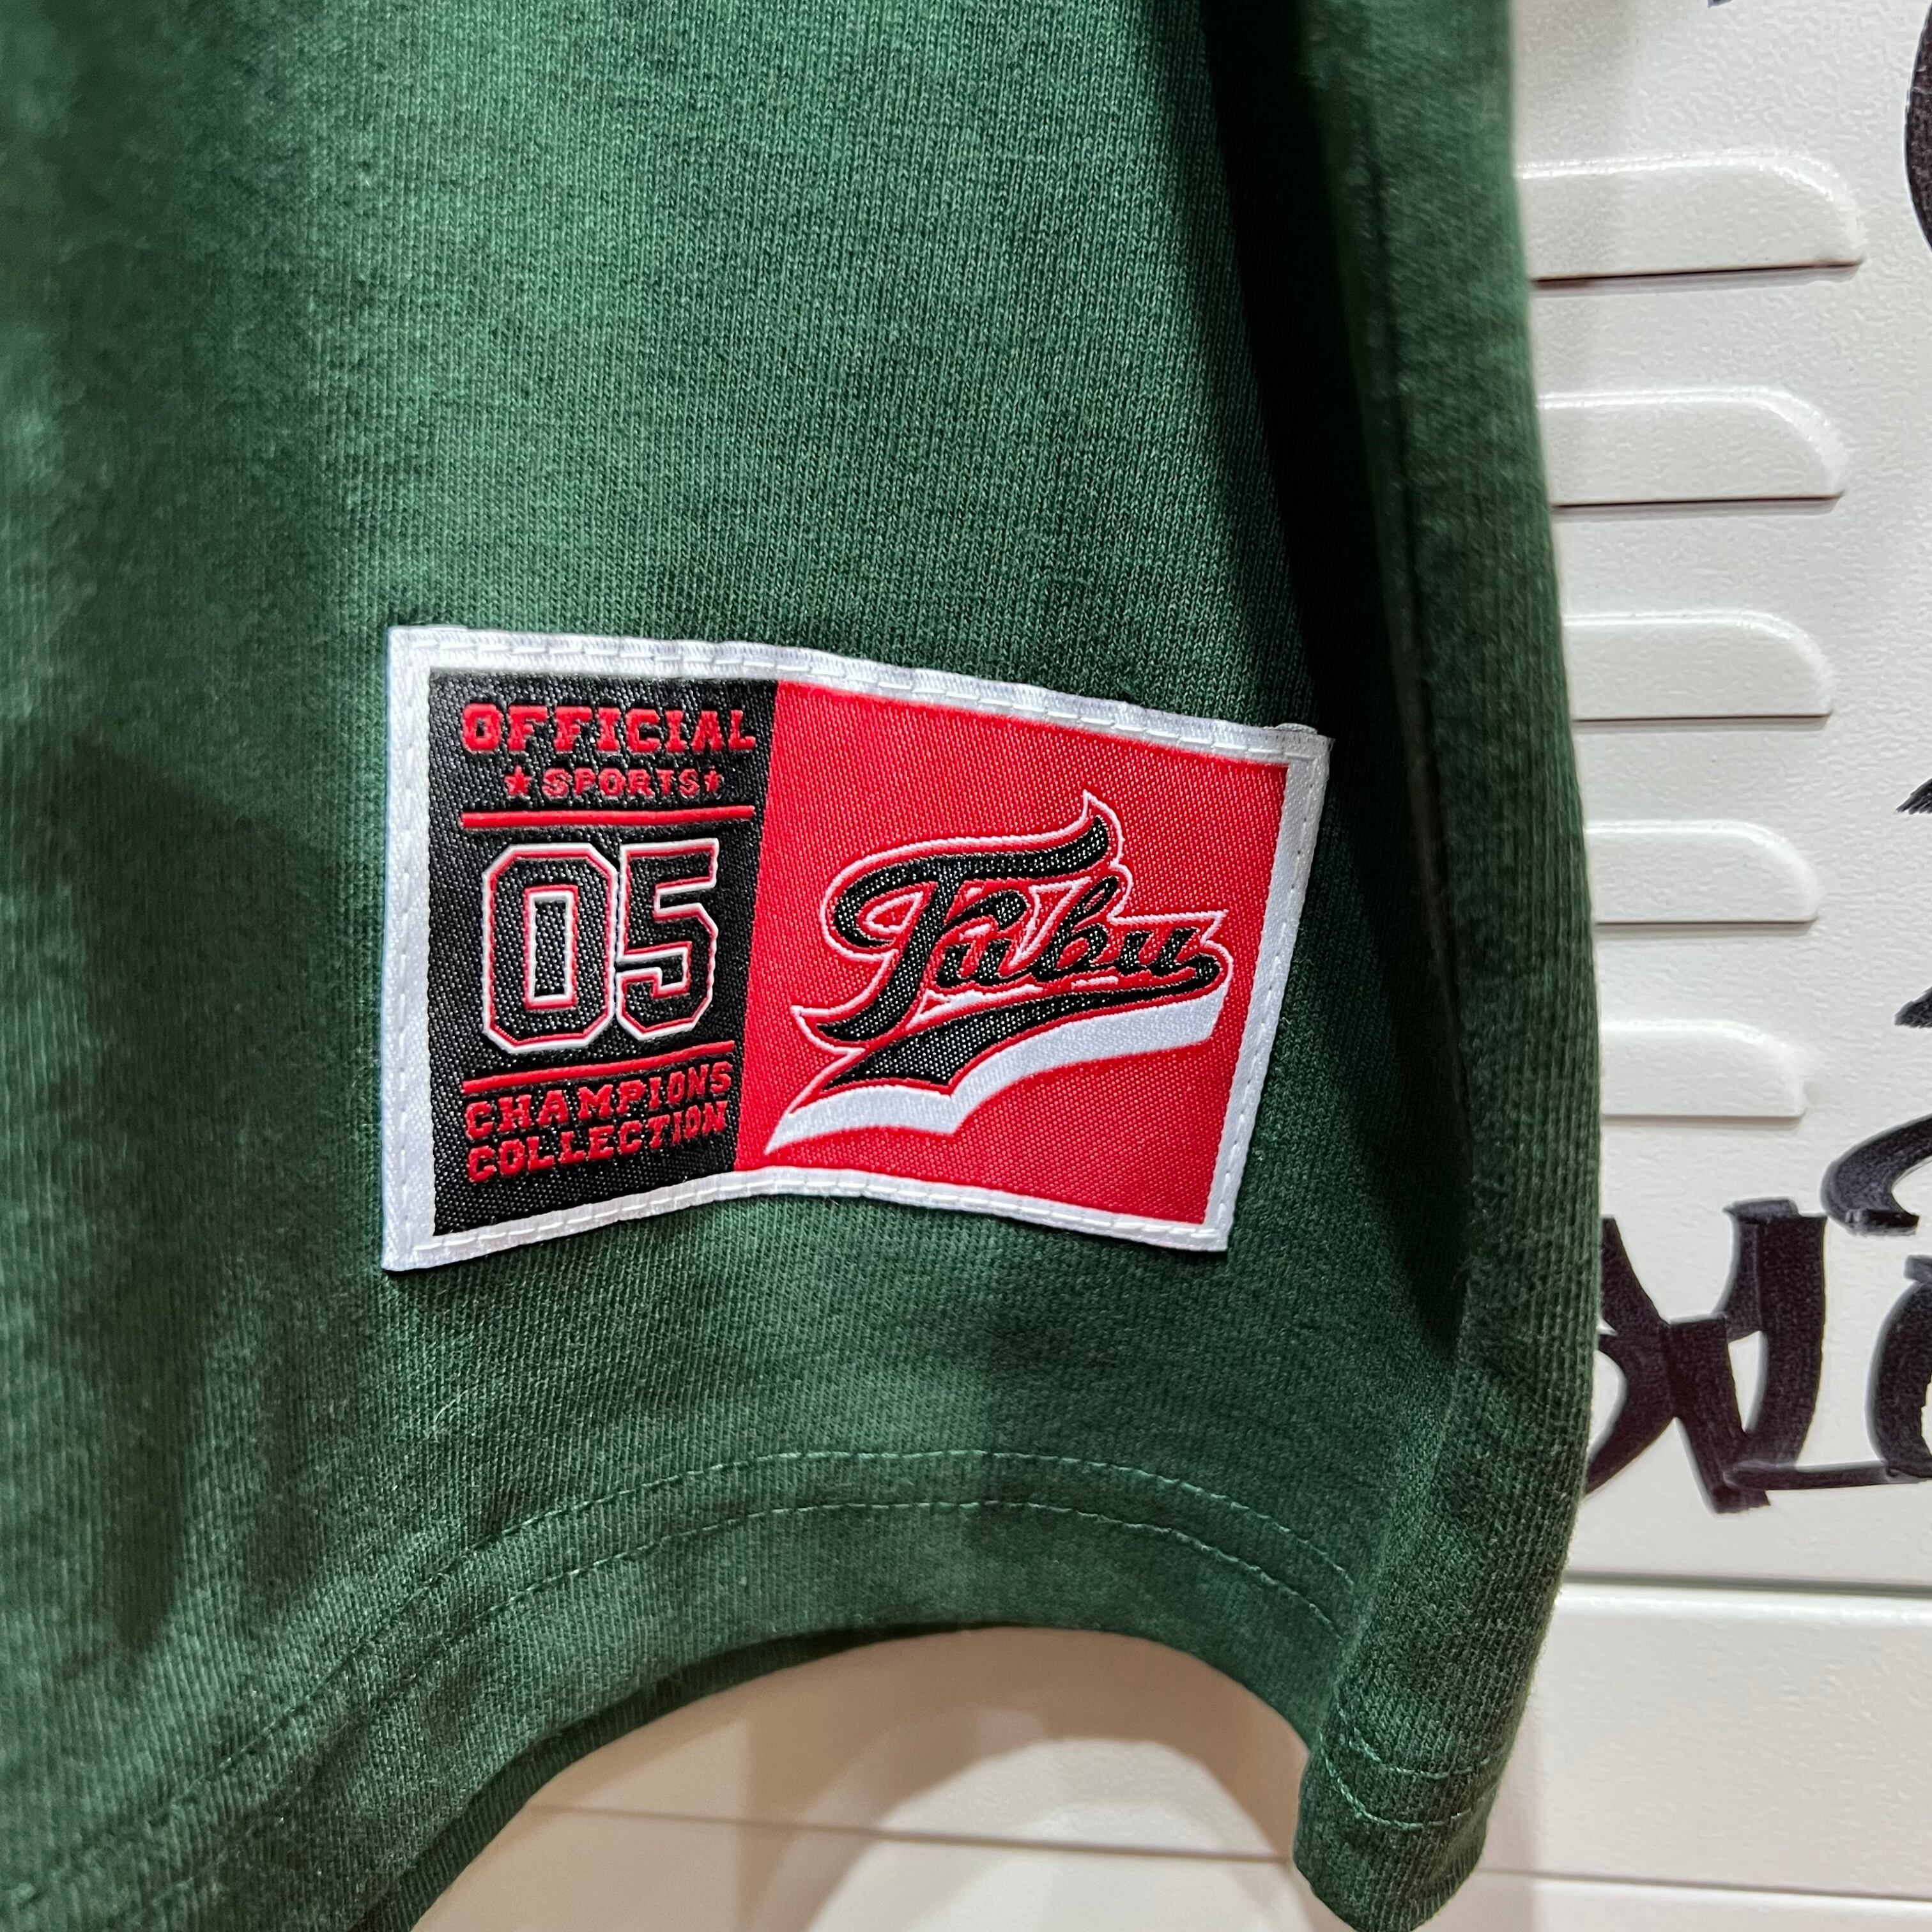 OFFICIAL
★SPORTS★
05
CHAMPIONS
COLLECTION
Fubu